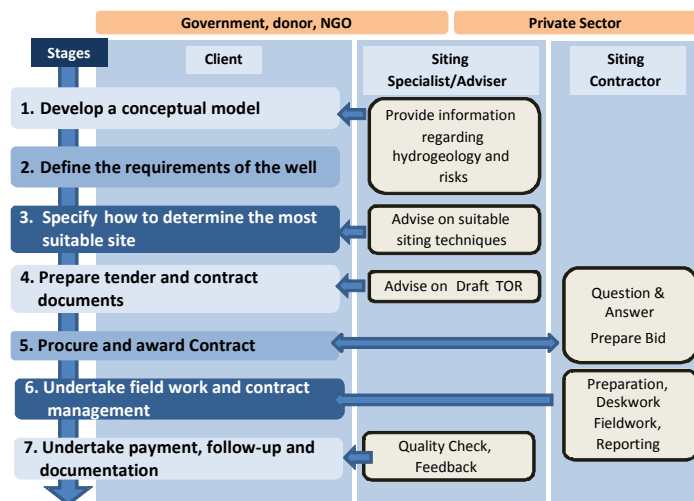 Government, donor, NGO
Private Sector
Stages
Client
Siting
Specialist/Adviser
Siting
Contractor
1. Develop a conceptual model
Provide information
regarding
hydrogeology and
risks
2. Define the requirements of the well
3. Specify how to determine the most
suitable site
Advise on suitable
siting techniques
4. Prepare tender and contract
documents
Advise on Draft TOR
Question &
Answer
Prepare Bid
5. Procure and award Contract
6. Undertake field work and contract
management
Preparation,
Deskwork
Fieldwork,
Reporting
7. Undertake payment, follow-up and
documentation
Quality Check,
Feedback